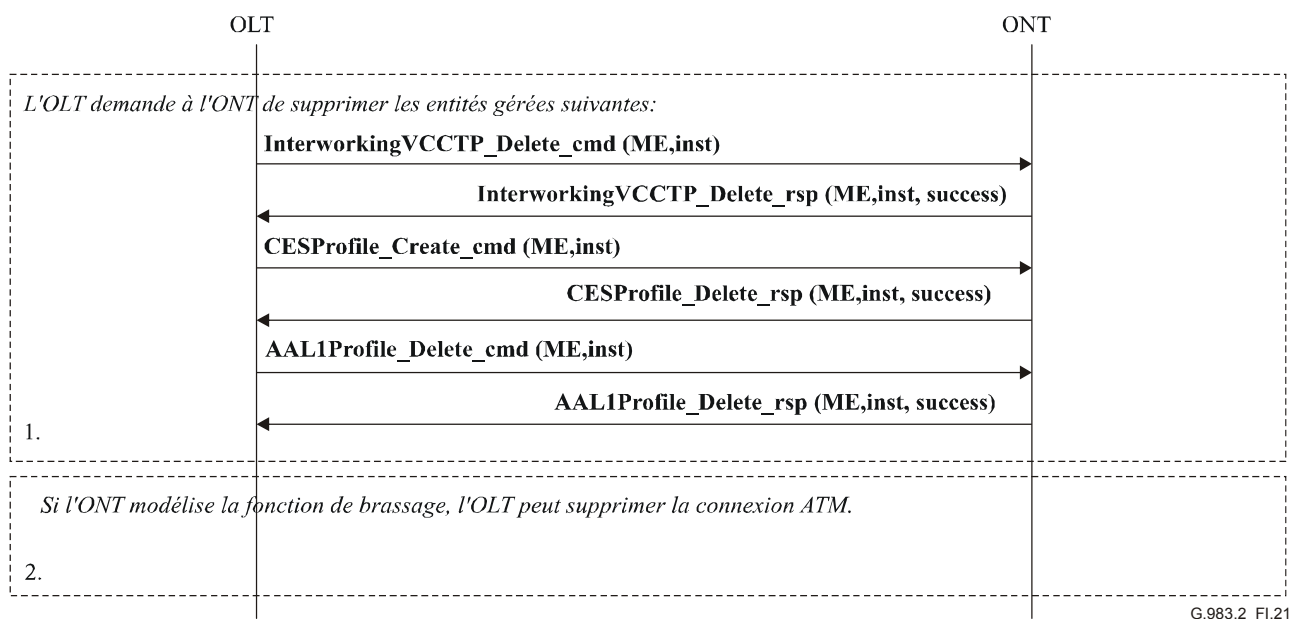 OLT
ONT
L'OLT demande à l'ONT de supprimer les entités gérées suivantes:
InterworkingVCCTP_Delete_cmd (ME,inst)
InterworkingVCCTP_Delete_rsp (ME,inst, success)
CESProfile_Create_cmd (ME,inst)
CESProfile_Delete_rsp (ME,inst, success)
AAL1Profile_Delete_cmd (ME,inst)
AAL1Profile_Delete_rsp (ME,inst, success)
1.
Si l'ONT modélise la fonction de brassage, l'OLT peut supprimer la connexion ATM.
2.
G.983.2_FI.21